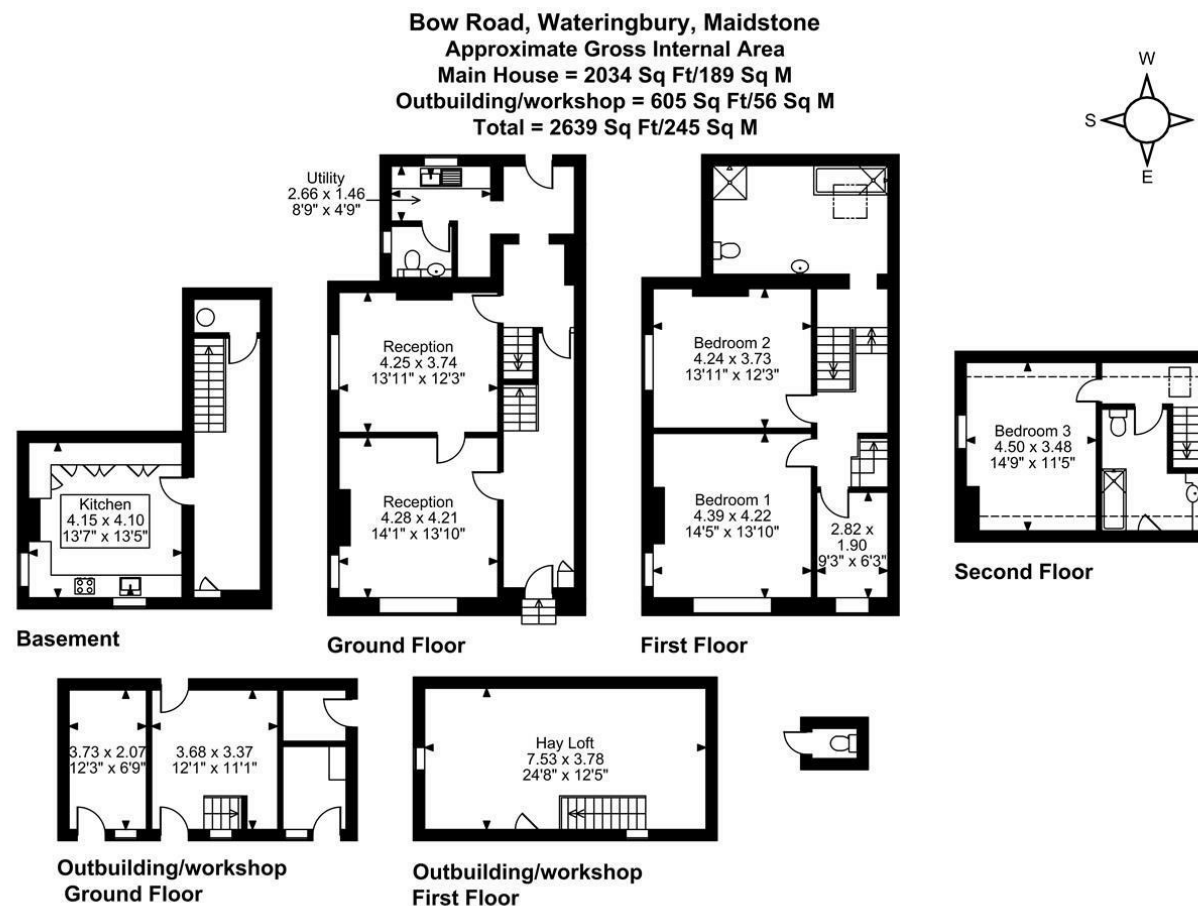 Bow Road, Wateringbury, Maidstone
Approximate Gross Internal Area
Main House = 2034 Sq Ft/189 Sq M
Outbuilding/workshop = 605 Sq Ft/56 Sq M
Total = 2639 Sq Ft/245 Sq M
W
S
E
Utility
2.66 x 1.46
8'9" x 4'9"
Reception
4.25 x 3.74
13'11" x 12'3"
Bedroom 2
4.24 x 3.73
13'11" x 12'3"
Bedroom 3
4.50 x 3.48
14'9" x 11'5"
Kitchen
4.15 x 4.10
13'7" x 13'5"
Reception
4.28 x 4.21
14'1" x 13'10"
Bedroom 1
4.39 x 4.22
14'5" x 13'10"
2.82 x
1.90
9'3" x 6'3"
Second Floor
Basement
Ground Floor
First Floor
3.73 x 2.07
12'3" x 6'9"
3.68 x 3.37
12'1" x 11'1"
Hay Loft
7.53 x 3.78
24'8" x 12'5"
Outbuilding/workshop
Ground Floor
Outbuilding/workshop
First Floor